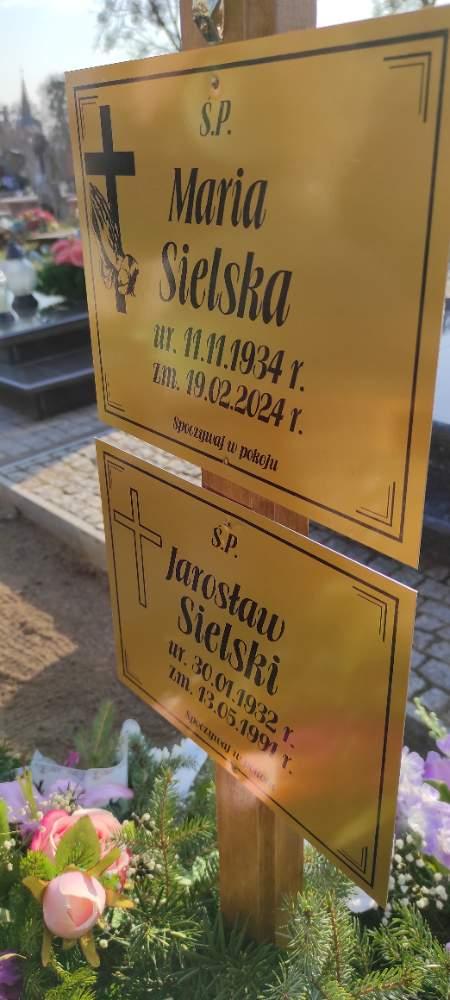 Ś.P.
Maria
Sielska
ur. 11.11.1934 r.
zm. 19.02.2024 r.
Spoczywaj w pokoju
Ś.P.
Jarosław
Sielski
ur. 30.01.1932 r.
zm. 13.05.1991 r.
Spoczywaj w